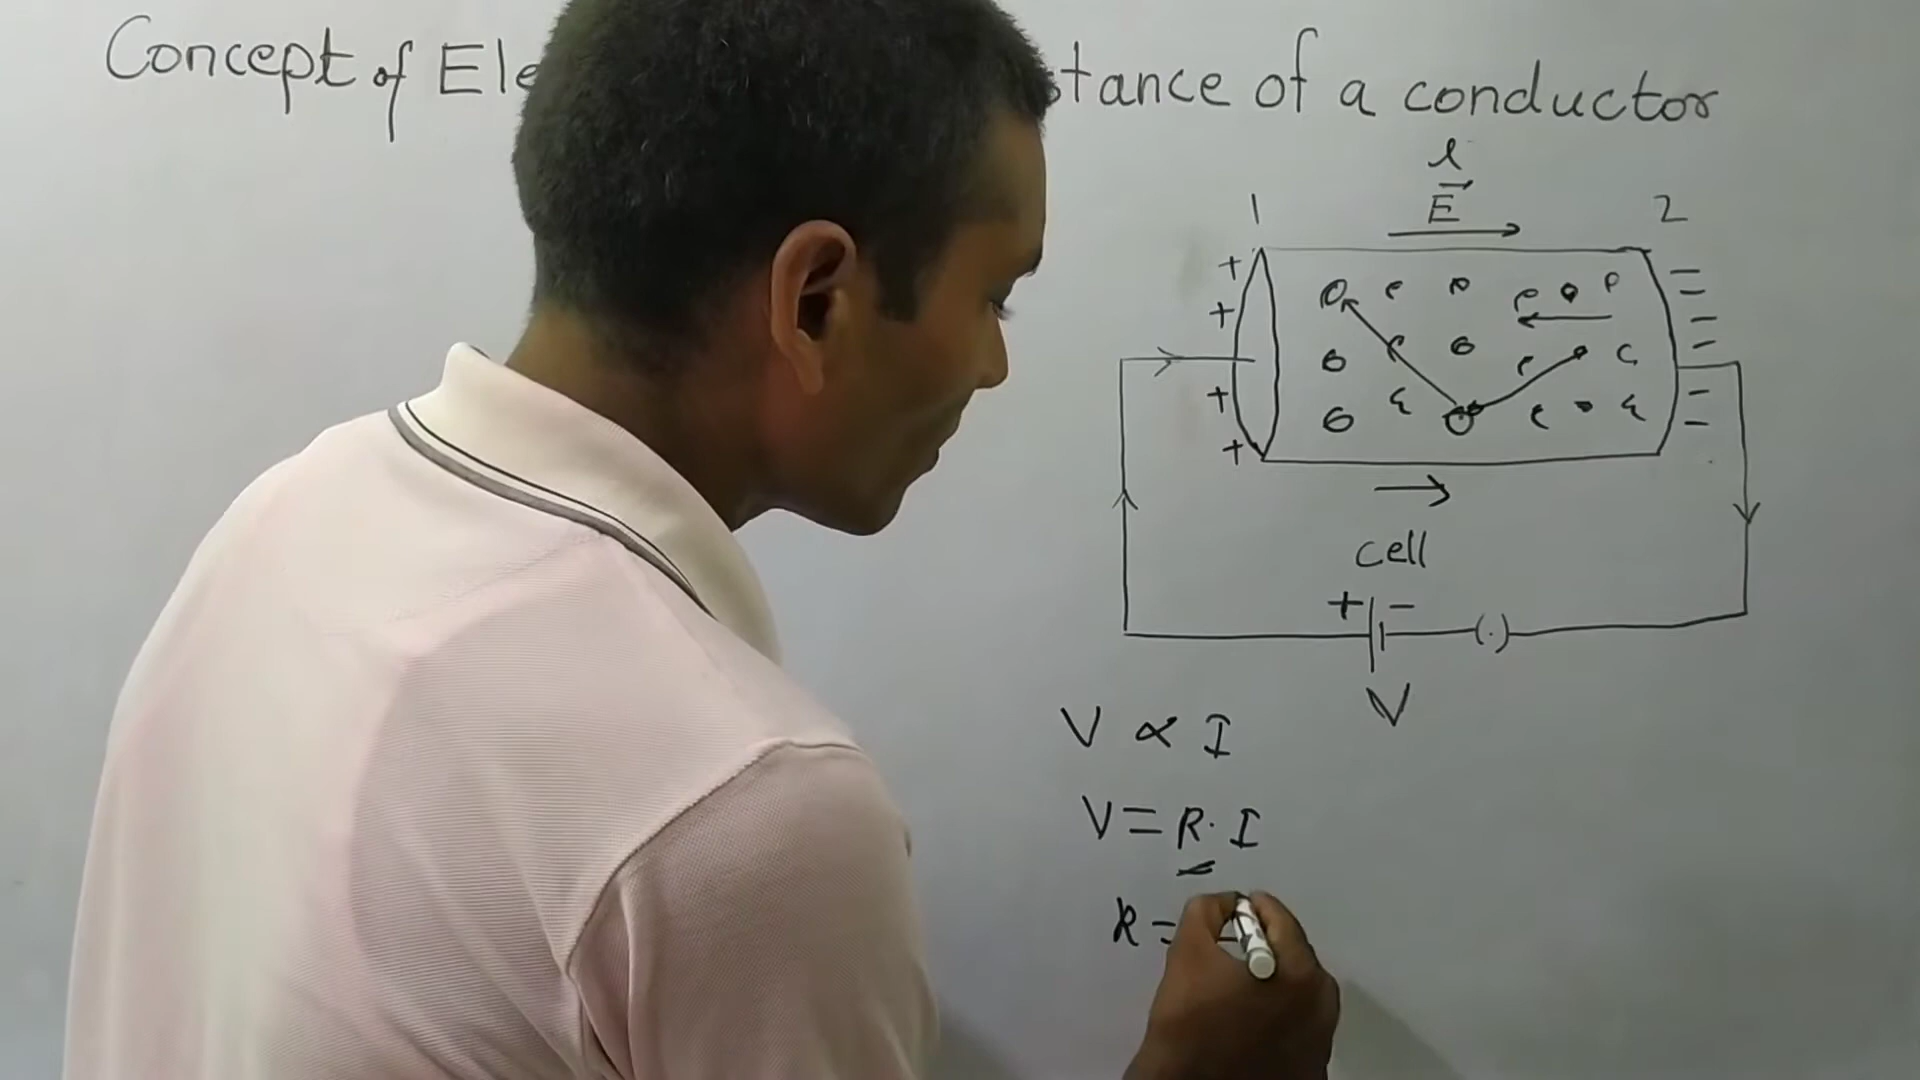 Concept of Ele stance of a conductor
l
E
1 2
+ −
+ −
+ −
+ −
cell
+ −
(.)
V
V ∝ I
V = R. I
R =